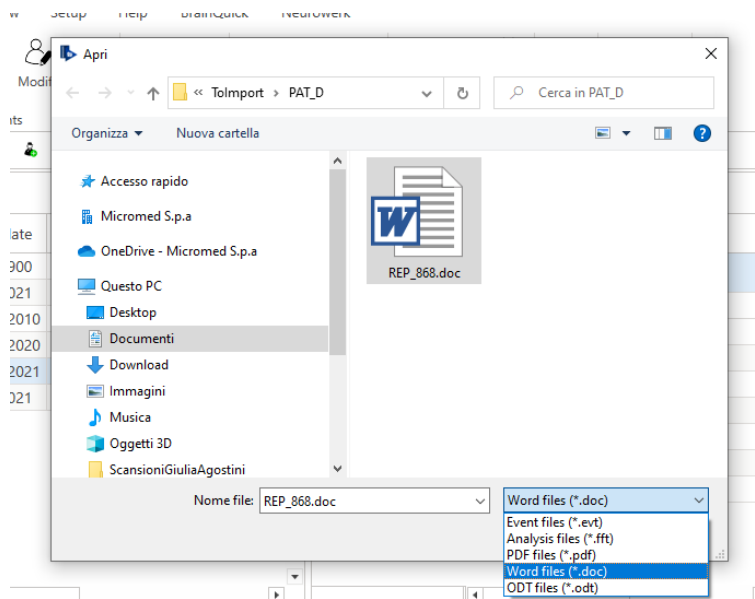 Setup Help BrainQuick Neurowerk
Apri
Modif
« ToImport > PAT_D
Cerca in PAT_D
nts
Organizza
Nuova cartella
Accesso rapido
Micromed S.p.a
late
OneDrive - Micromed S.p.a
900
REP_868.doc
Questo PC
021
Desktop
2010
Documenti
2020
Download
2021
Immagini
021
Musica
Oggetti 3D
ScansioniGiuliaAgostini
Nome file: REP_868.doc
Word files (*.doc)
Event files (*.evt)
Analysis files (*.fft)
PDF files (*.pdf)
Word files (*.doc)
ODT files (*.odt)